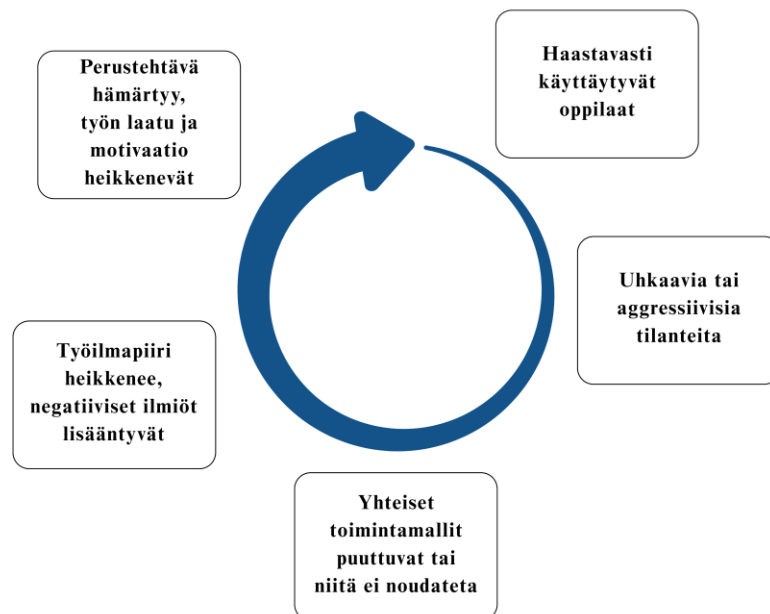 Haastavasti
käyttäytyvät
oppilaat
Uhkaavia tai
aggressiivisia
tilanteita
Yhteiset
toimintamallit
puuttuvat tai
niitä ei noudateta
Työilmapiiri
heikkenee,
negatiiviset ilmiöt
lisääntyvät
Perustehtävä
hämärtyy,
työn laatu ja
motivaatio
heikkenevät